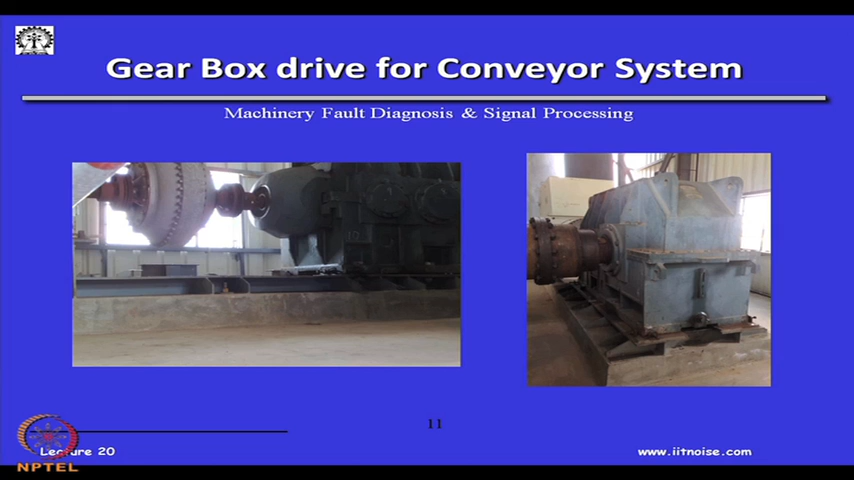 Gear Box drive for Conveyor System
Machinery Fault Diagnosis & Signal Processing
11
Lecture 20
www.iitnoise.com
NPTEL